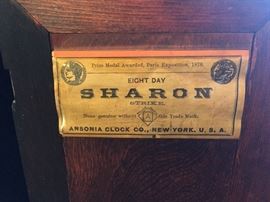 Prize Medal Awarded, Paris Exposition, 1878.
EIGHT DAY
SHARON
STRIKE.
None genuine without this Trade Mark.
A
ANSONIA CLOCK CO., NEW-YORK, U. S. A.